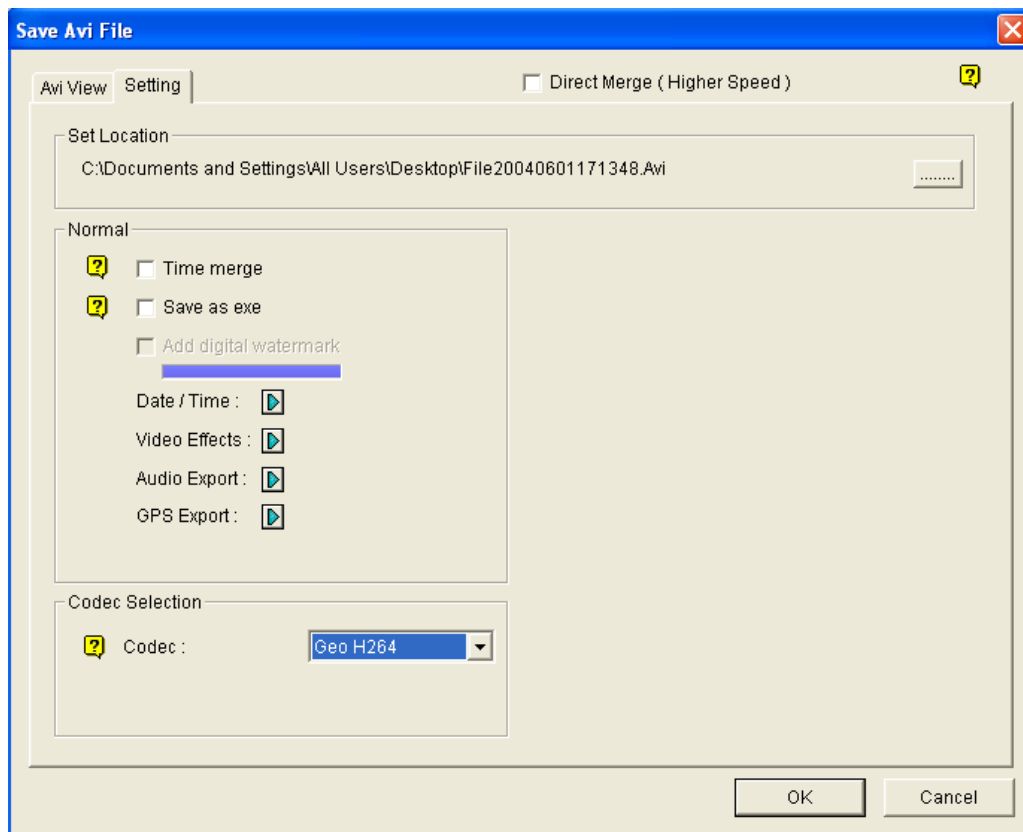 Save Avi File
Avi View Setting Direct Merge ( Higher Speed )
Set Location
C:\Documents and Settings\All Users\Desktop\File20040601171348.Avi
........
Normal
? Time merge
? Save as exe
Add digital watermark
Date / Time :
Video Effects :
Audio Export :
GPS Export :
Codec Selection
? Codec : Geo H264
OK Cancel